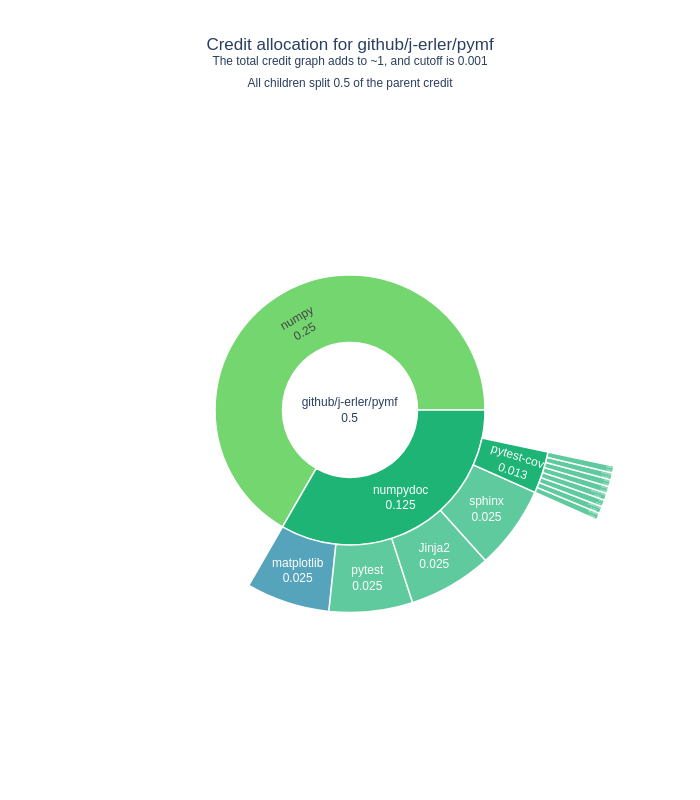 Credit allocation for github/j-erler/pymf
The total credit graph adds to ~1, and cutoff is 0.001
All children split 0.5 of the parent credit
numpy
0.25
github/j-erler/pymf
0.5
numpydoc
0.125
pytest-cov
0.013
sphinx
0.025
Jinja2
0.025
pytest
0.025
matplotlib
0.025